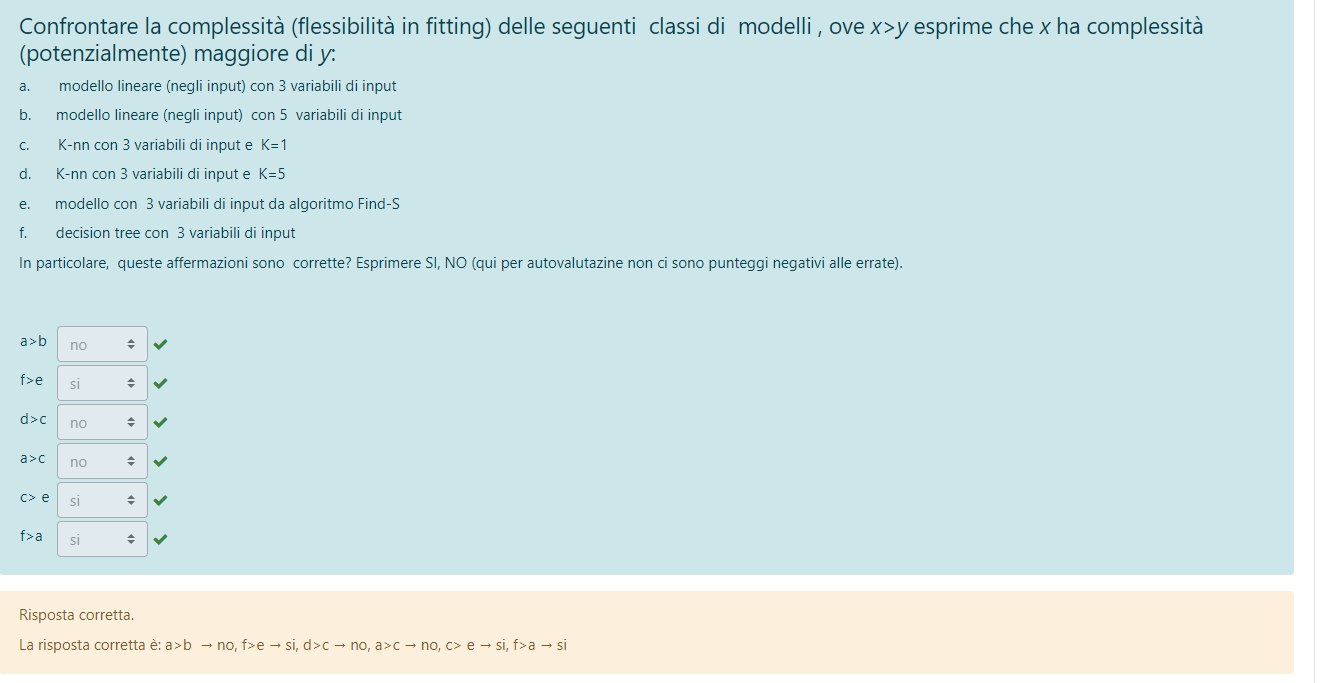 Confrontare la complessità (flessibilità in fitting) delle seguenti classi di modelli , ove x>y esprime che x ha complessità
(potenzialmente) maggiore di y:
a. modello lineare (negli input) con 3 variabili di input
b. modello lineare (negli input) con 5 variabili di input
c. K-nn con 3 variabili di input e K=1
d. K-nn con 3 variabili di input e K=5
e. modello con 3 variabili di input da algoritmo Find-S
f. decision tree con 3 variabili di input
In particolare, queste affermazioni sono corrette? Esprimere SI, NO (qui per autovalutazine non ci sono punteggi negativi alle errate).
a>b no
f>e si
d>c no
a>c no
c> e si
f>a si
Risposta corretta.
La risposta corretta è: a>b → no, f>e → si, d>c → no, a>c → no, c> e → si, f>a → si